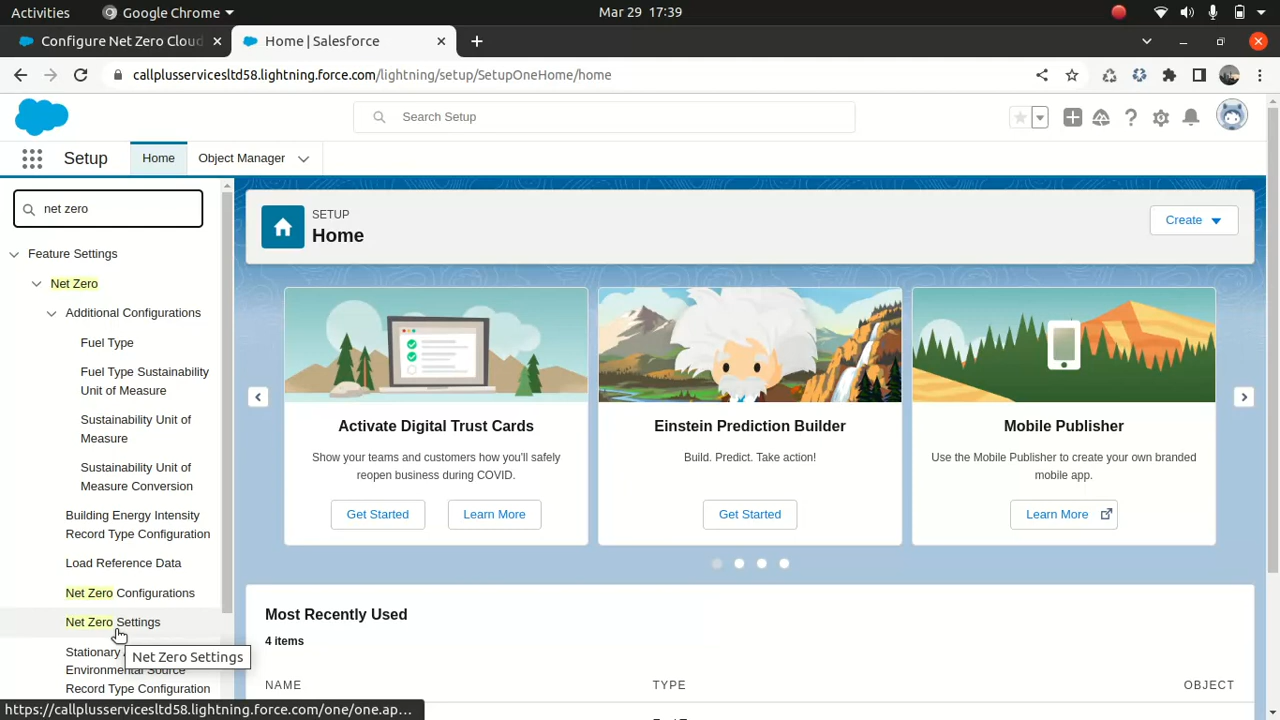 Activities
Google Chrome
Mar 29 17:39
Configure Net Zero Cloud
Home | Salesforce
callplusservicesltd58.lightning.force.com/lightning/setup/SetupOneHome/home
Search Setup
Setup
Home
Object Manager
net zero
Feature Settings
Net Zero
Additional Configurations
Fuel Type
Fuel Type Sustainability
Unit of Measure
Sustainability Unit of
Measure
Sustainability Unit of
Measure Conversion
Building Energy Intensity
Record Type Configuration
Load Reference Data
Net Zero Configurations
Net Zero Settings
Stationary
Environmental Source
Record Type Configuration
Net Zero Settings
https://callplusservicesltd58.lightning.force.com/one/one.ap...
SETUP
Home
Create
Activate Digital Trust Cards
Show your teams and customers how you'll safely
reopen business during COVID.
Get Started
Learn More
Einstein Prediction Builder
Build. Predict. Take action!
Get Started
Mobile Publisher
Use the Mobile Publisher to create your own branded
mobile app.
Learn More
Most Recently Used
4 items
NAME
TYPE
OBJECT